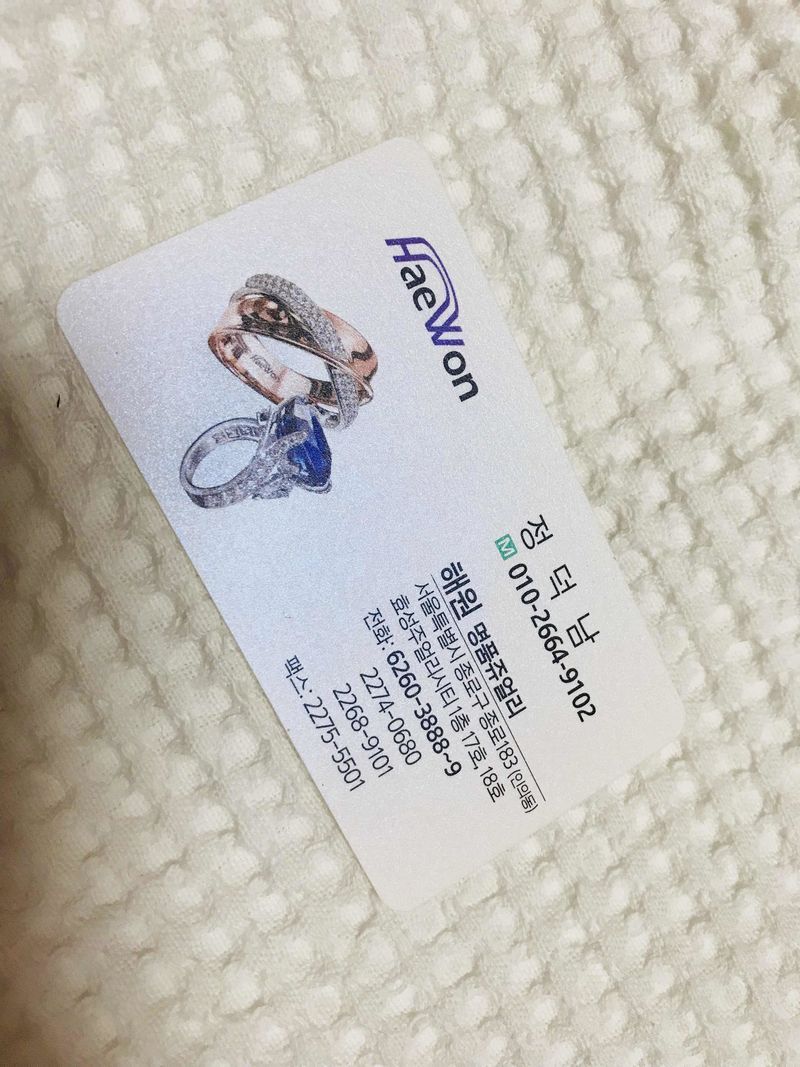 HaeWon
정 덕 남
M 010-2664-9102
해원 명품쥬얼리
서울특별시 종로구 종로183 (인의동)
효성주얼리시티 1층 17호, 18호
전화: 6260-3888~9
2274-0680
2268-9101
팩스: 2275-5501
HaeWon